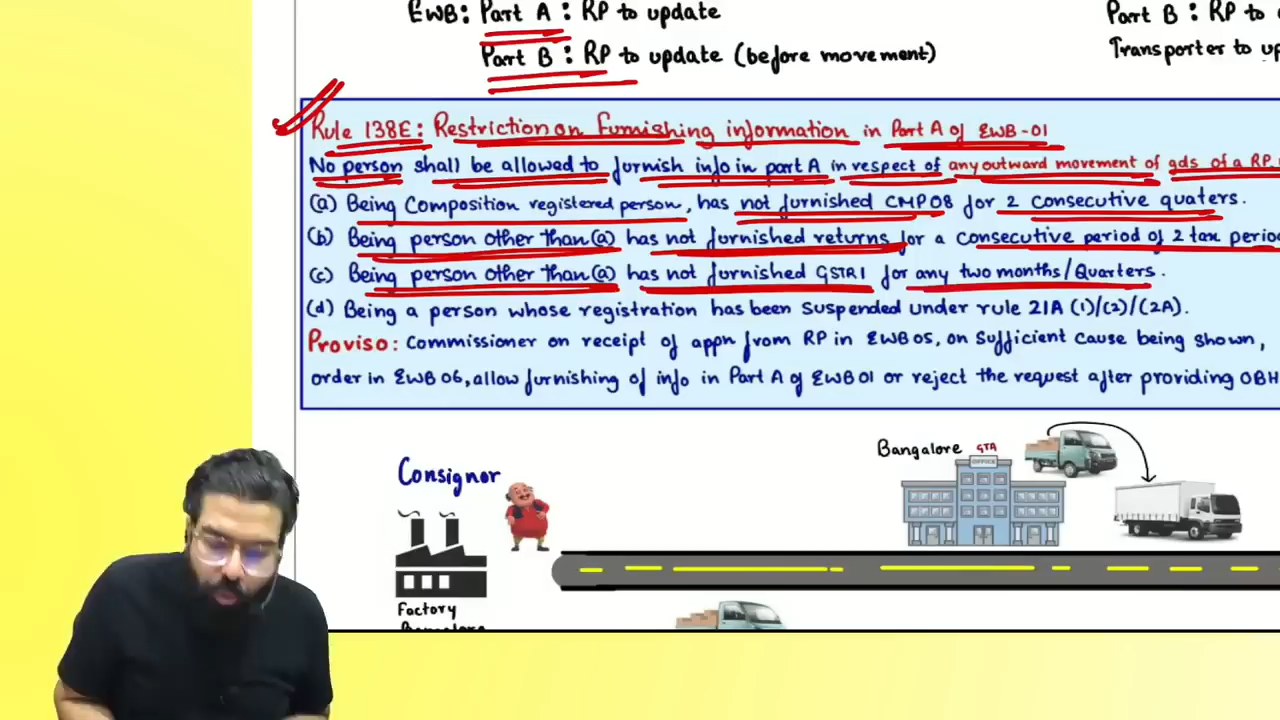 EWB: Part A : RP to update
Part B : RP to update (before movement)
Part B : RP to
Transporter to up
Rule 138E: Restriction on furnishing information in Part A of EWB-01
No person shall be allowed to furnish info in part A in respect of any outward movement of gds of a RP
(a) Being Composition registered person, has not furnished CMP08 for 2 consecutive quaters.
(b) Being person other than (a) has not furnished returns for a consecutive period of 2 tax perio
(c) Being person other than (a) has not furnished GSTR1 for any two months/Quarters.
(d) Being a person whose registration has been suspended under rule 21A (1)/(2)/(2A).
Proviso: Commissioner on receipt of appn from RP in EWB05, on sufficient cause being shown,
order in EWB 06, allow furnishing of info in Part A of EWB01 or reject the request after providing OBH
Bangalore GTA
OFFICE
Consignor
Factory
Bangalore